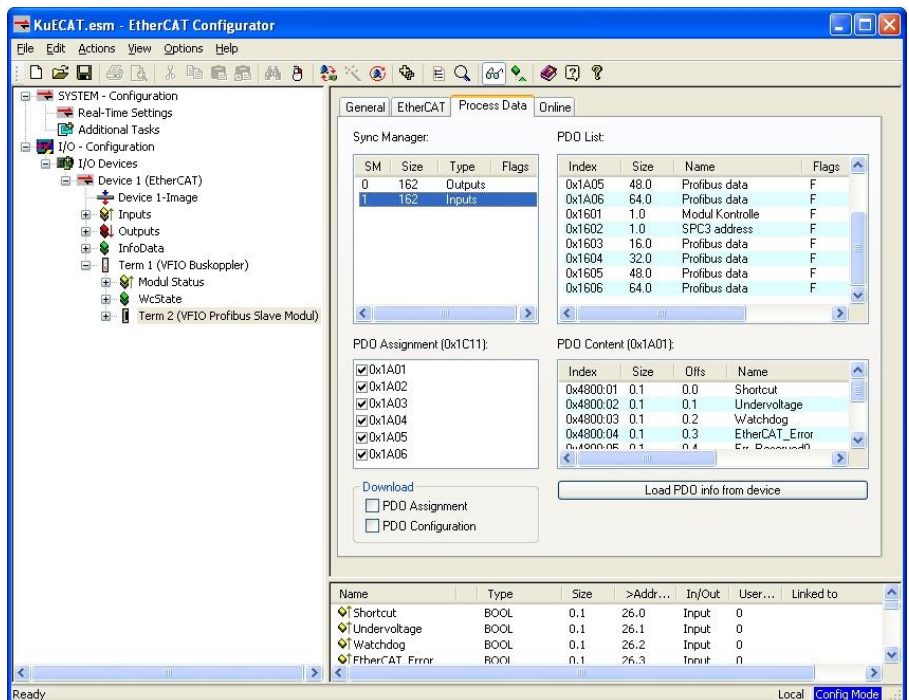 KuECAT.esm - EtherCAT Configurator
File Edit Actions View Options Help
SYSTEM - Configuration
Real-Time Settings
Additional Tasks
I/O - Configuration
I/O Devices
Device 1 (EtherCAT)
Device 1-Image
Inputs
Outputs
InfoData
Term 1 (VFIO Buskoppler)
Modul Status
WcState
Term 2 (VFIO Profibus Slave Modul)
General EtherCAT Process Data Online
Sync Manager:
SM Size Type Flags
0 162 Outputs
1 162 Inputs
PDO List:
Index Size Name Flags
0x1A05 48.0 Profibus data F
0x1A06 64.0 Profibus data F
0x1601 1.0 Modul Kontrolle F
0x1602 1.0 SPC3 address F
0x1603 16.0 Profibus data F
0x1604 32.0 Profibus data F
0x1605 48.0 Profibus data F
0x1606 64.0 Profibus data F
PDO Assignment (0x1C11):
0x1A01
0x1A02
0x1A03
0x1A04
0x1A05
0x1A06
PDO Content (0x1A01):
Index Size Offs Name
0x4800:01 0.1 0.0 Shortcut
0x4800:02 0.1 0.1 Undervoltage
0x4800:03 0.1 0.2 Watchdog
0x4800:04 0.1 0.3 EtherCAT_Error
0x4800:05 0.1 0.4
Download
PDO Assignment
PDO Configuration
Load PDO info from device
Name Type Size >Addr... In/Out User... Linked to
Shortcut BOOL 0.1 26.0 Input 0
Undervoltage BOOL 0.1 26.1 Input 0
Watchdog BOOL 0.1 26.2 Input 0
EtherCAT_Error BOOL 0.1 26.3 Input 0
Ready Local Config Mode